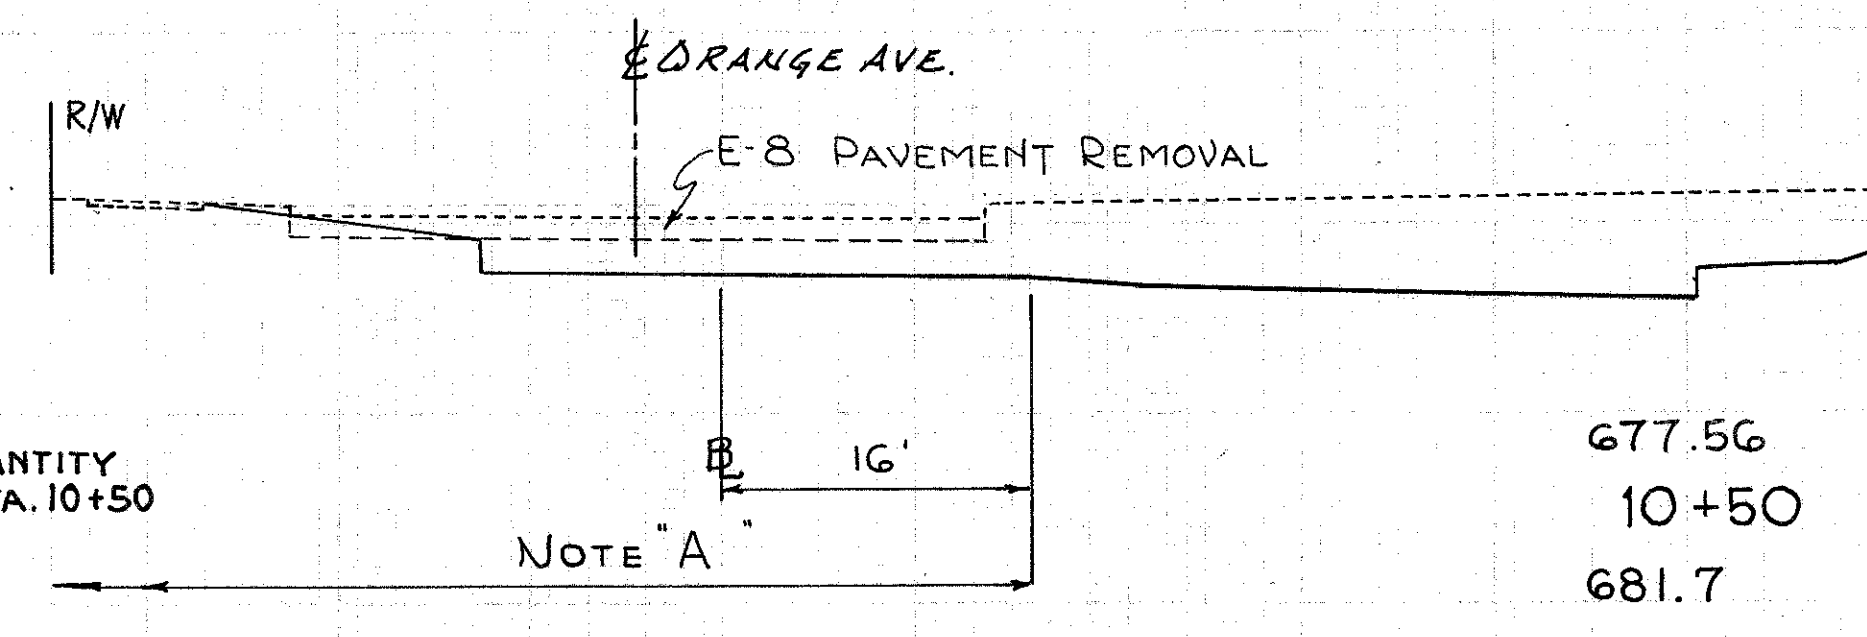 ℄ ORANGE AVE.
R/W
E-8 PAVEMENT REMOVAL
ANTITY
A. 10+50
B
L
16'
NOTE "A"
677.56
10+50
681.7